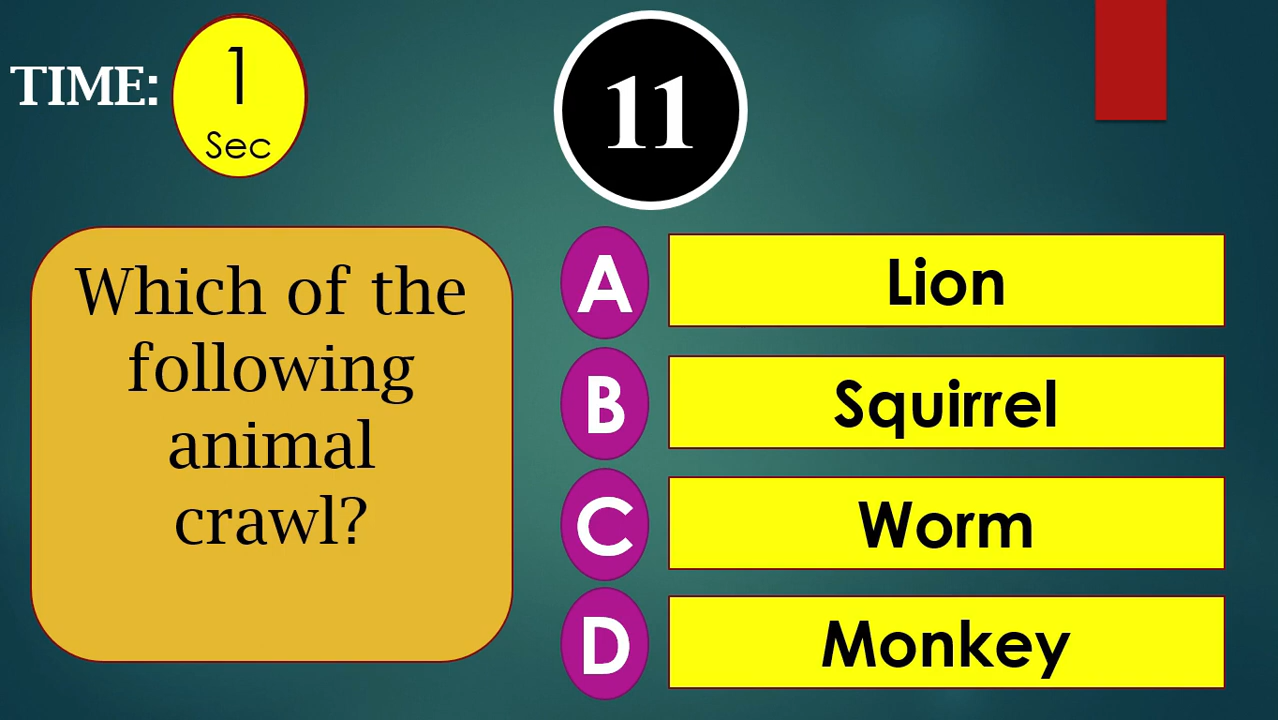 TIME:
1
Sec
11
Which of the
following
animal
crawl?
A
Lion
B
Squirrel
C
Worm
D
Monkey